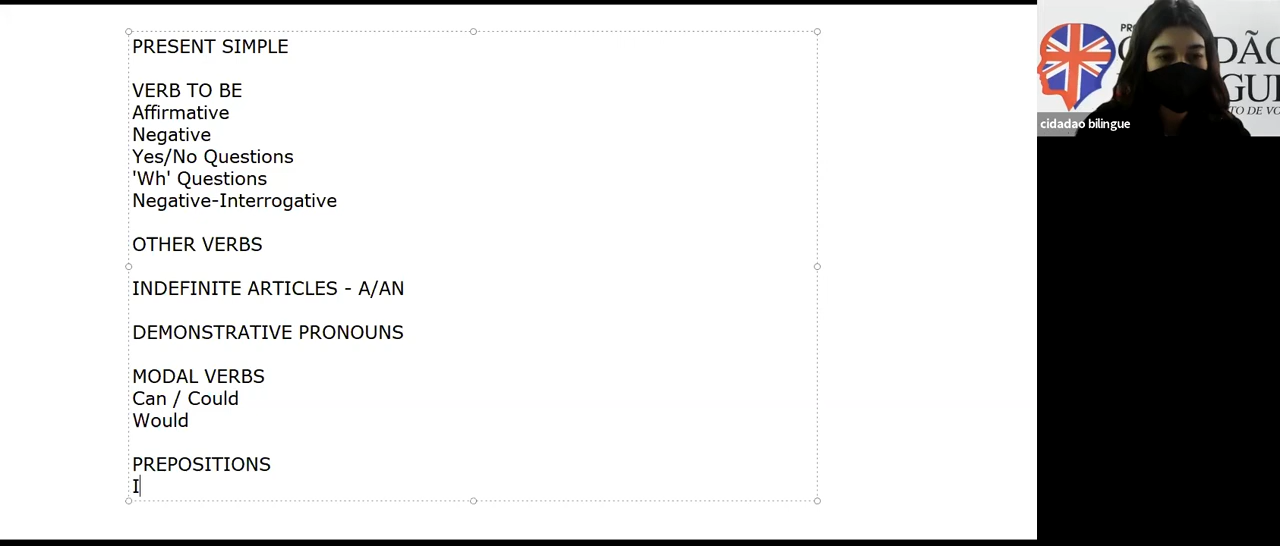 PRESENT SIMPLE
VERB TO BE
Affirmative
Negative
Yes/No Questions
'Wh' Questions
Negative-Interrogative
OTHER VERBS
INDEFINITE ARTICLES - A/AN
DEMONSTRATIVE PRONOUNS
MODAL VERBS
Can / Could
Would
PREPOSITIONS
I
cidadao bilingue